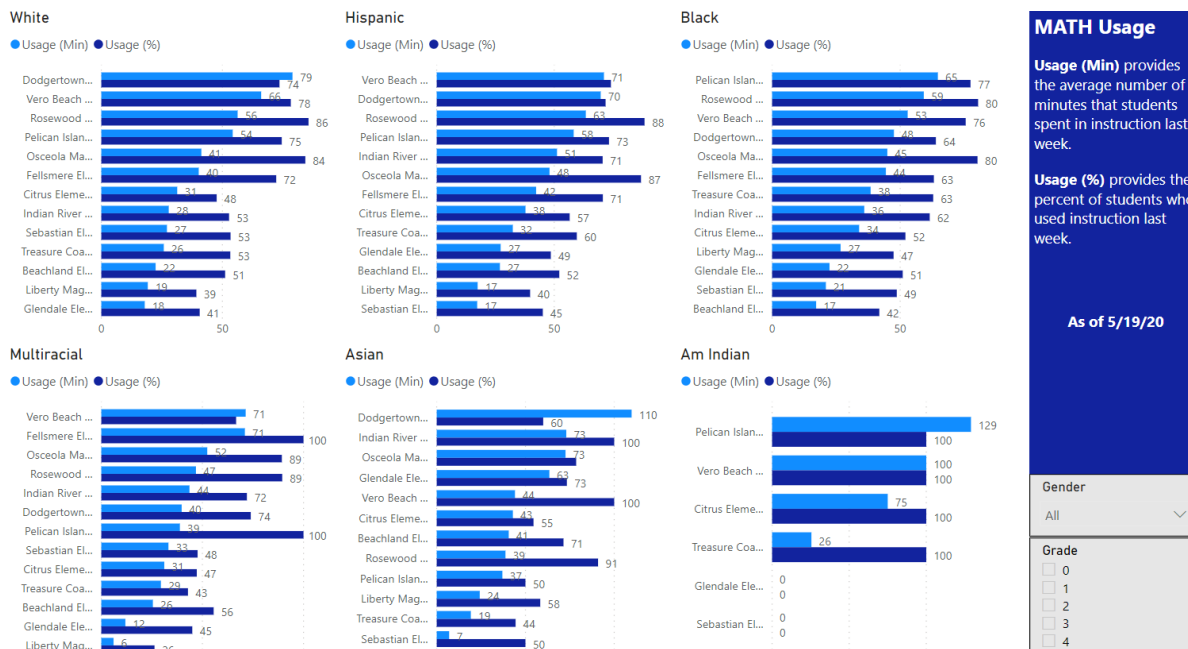 White
Usage (Min) Usage (%)
Dodgertown... 79 74
Vero Beach ... 66 78
Rosewood ... 56 86
Pelican Islan... 54 75
Osceola Ma... 41 84
Fellsmere El... 40 72
Citrus Eleme... 31 48
Indian River ... 28 53
Sebastian El... 27 53
Treasure Coa... 26 53
Beachland El... 22 51
Liberty Mag... 19 39
Glendale Ele... 18 41
0 50
Hispanic
Usage (Min) Usage (%)
Vero Beach ... 71
Dodgertown... 70
Rosewood ... 63 88
Pelican Islan... 58 73
Indian River ... 51 71
Osceola Ma... 48 87
Fellsmere El... 42 71
Citrus Eleme... 38 57
Treasure Coa... 32 60
Glendale Ele... 27 49
Beachland El... 27 52
Liberty Mag... 17 40
Sebastian El... 17 45
0 50
Black
Usage (Min) Usage (%)
Pelican Islan... 65 77
Rosewood ... 59 80
Vero Beach ... 53 76
Dodgertown... 48 64
Osceola Ma... 45 80
Fellsmere El... 44 63
Treasure Coa... 38 63
Indian River ... 36 62
Citrus Eleme... 34 52
Liberty Mag... 27 47
Glendale Ele... 22 51
Sebastian El... 21 49
Beachland El... 17 42
0 50
Multiracial
Usage (Min) Usage (%)
Vero Beach ... 71
Fellsmere El... 71 100
Osceola Ma... 52 89
Rosewood ... 47 89
Indian River ... 44 72
Dodgertown... 40 74
Pelican Islan... 39 100
Sebastian El... 33 48
Citrus Eleme... 31 47
Treasure Coa... 29 43
Beachland El... 26 56
Glendale Ele... 12 45
Liberty Mag... 6
Asian
Usage (Min) Usage (%)
Dodgertown... 110 60
Indian River ... 73 100
Osceola Ma... 73
Glendale Ele... 63 73
Vero Beach ... 44 100
Citrus Eleme... 43 55
Beachland El... 41 71
Rosewood ... 39 91
Pelican Islan... 37 50
Liberty Mag... 24 58
Treasure Coa... 19 44
Sebastian El... 7 50
Am Indian
Usage (Min) Usage (%)
Pelican Islan... 129 100
Vero Beach ... 100 100
Citrus Eleme... 75 100
Treasure Coa... 26 100
Glendale Ele... 0 0
Sebastian El... 0 0
MATH Usage
Usage (Min) provides
the average number of
minutes that students
spent in instruction last
week.
Usage (%) provides the
percent of students who
used instruction last
week.
As of 5/19/20
Gender
All
Grade
0
1
2
3
4